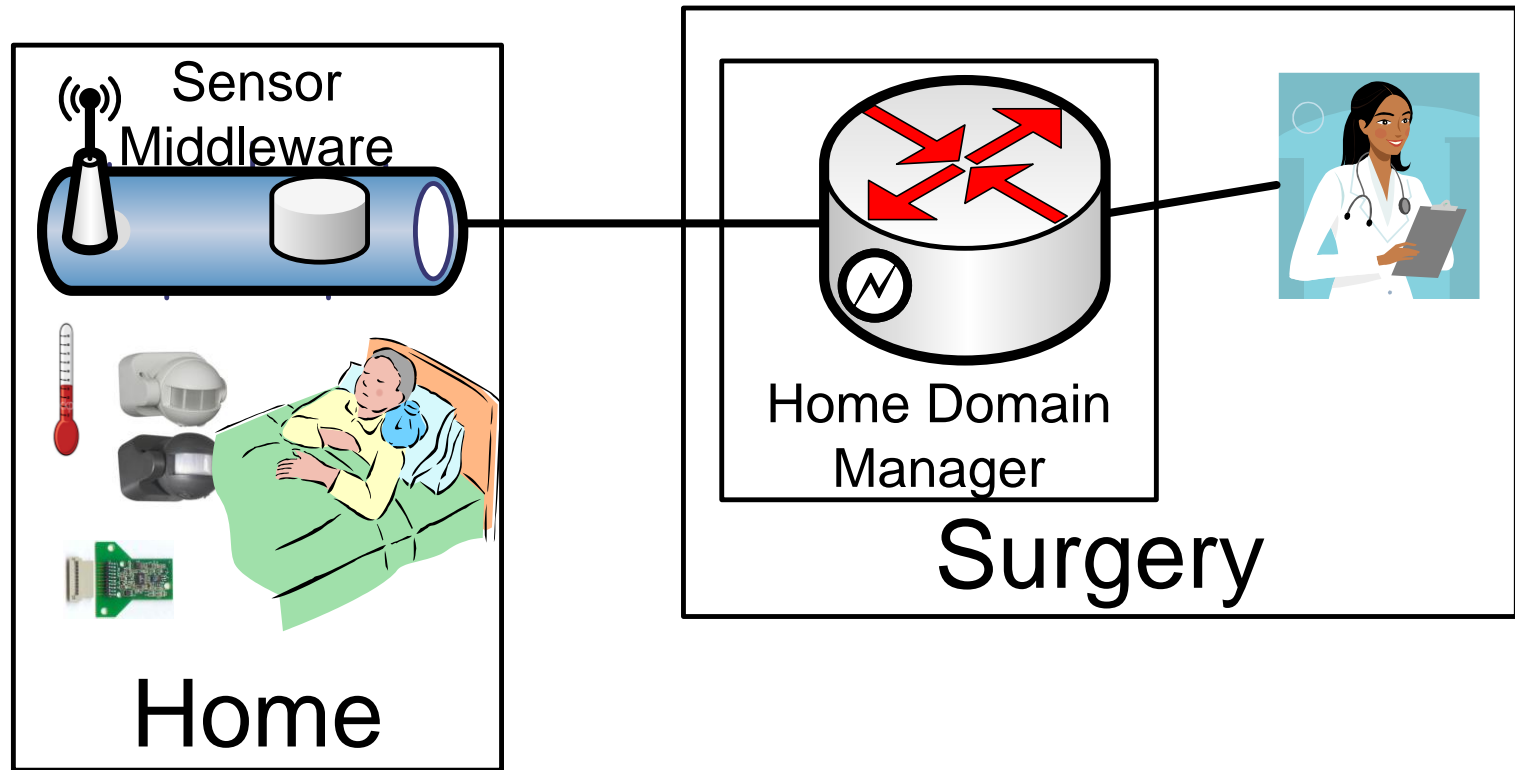 Sensor
Middleware
Home
Home Domain
Manager
Surgery